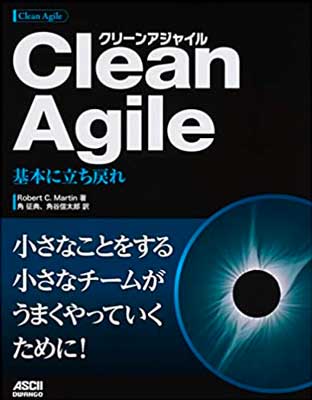 Clean Agile
クリーンアジャイル
Clean
Agile
基本に立ち戻れ
Robert C. Martin 著
角 征典、角谷信太郎 訳
小さなことをする
小さなチームが
うまくやっていく
ために!
ASCII
DWANGO